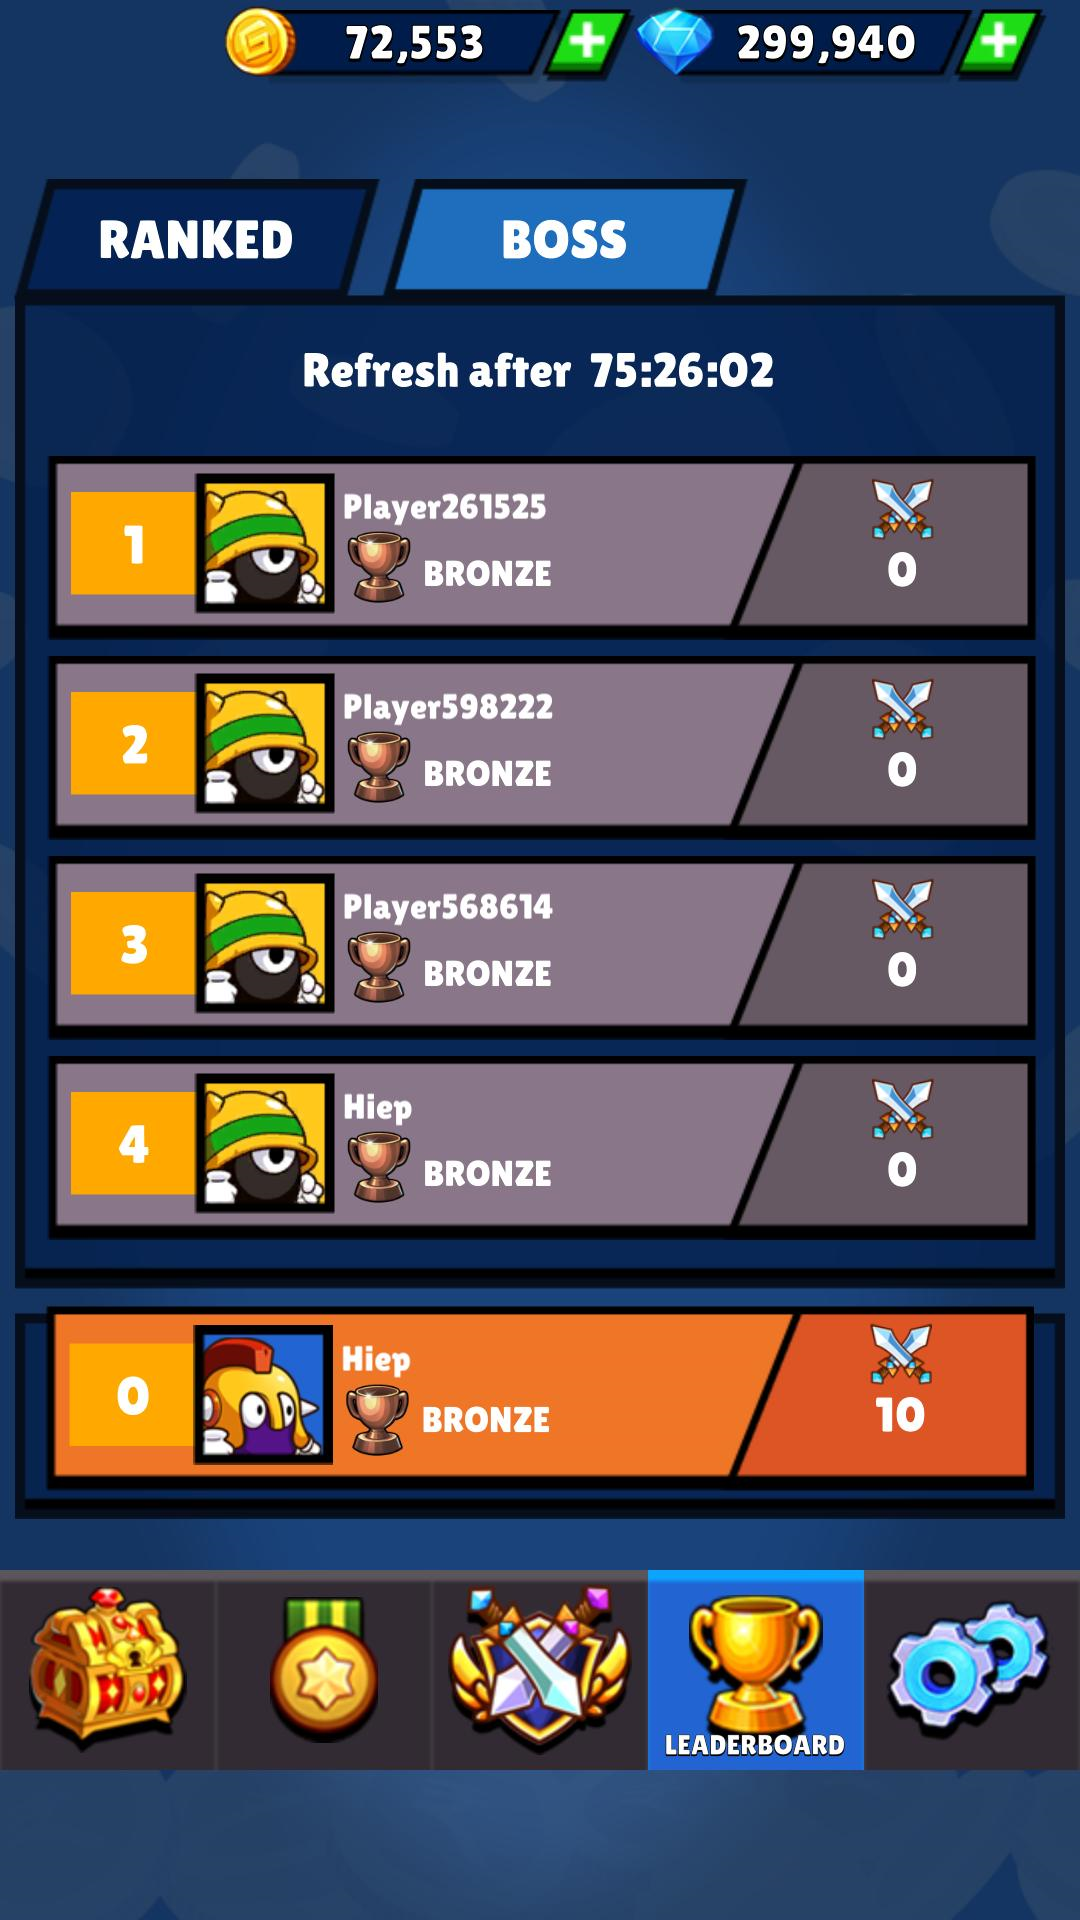 72,553 299,940
RANKED BOSS
Refresh after 75:26:02
1 Player261525
BRONZE 0
2 Player598222
BRONZE 0
3 Player568614
BRONZE 0
4 Hiep
BRONZE 0
0 Hiep
BRONZE 10
LEADERBOARD